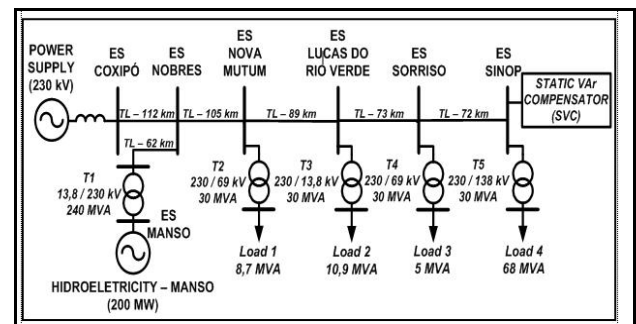 POWER SUPPLY (230 kV)
ES COXIPÓ
ES NOBRES
ES NOVA MUTUM
ES LUCAS DO RIO VERDE
ES SORRISO
ES SINOP
STATIC VAr COMPENSATOR (SVC)
TL – 112 km
TL – 105 km
TL – 89 km
TL – 73 km
TL – 72 km
TL – 62 km
T1
13,8 / 230 kV
240 MVA
ES MANSO
HIDROELETRICITY – MANSO
(200 MW)
T2
230 / 69 kV
30 MVA
T3
230 / 13,8 kV
30 MVA
T4
230 / 69 kV
30 MVA
T5
230 / 138 kV
30 MVA
Load 1
8,7 MVA
Load 2
10,9 MVA
Load 3
5 MVA
Load 4
68 MVA